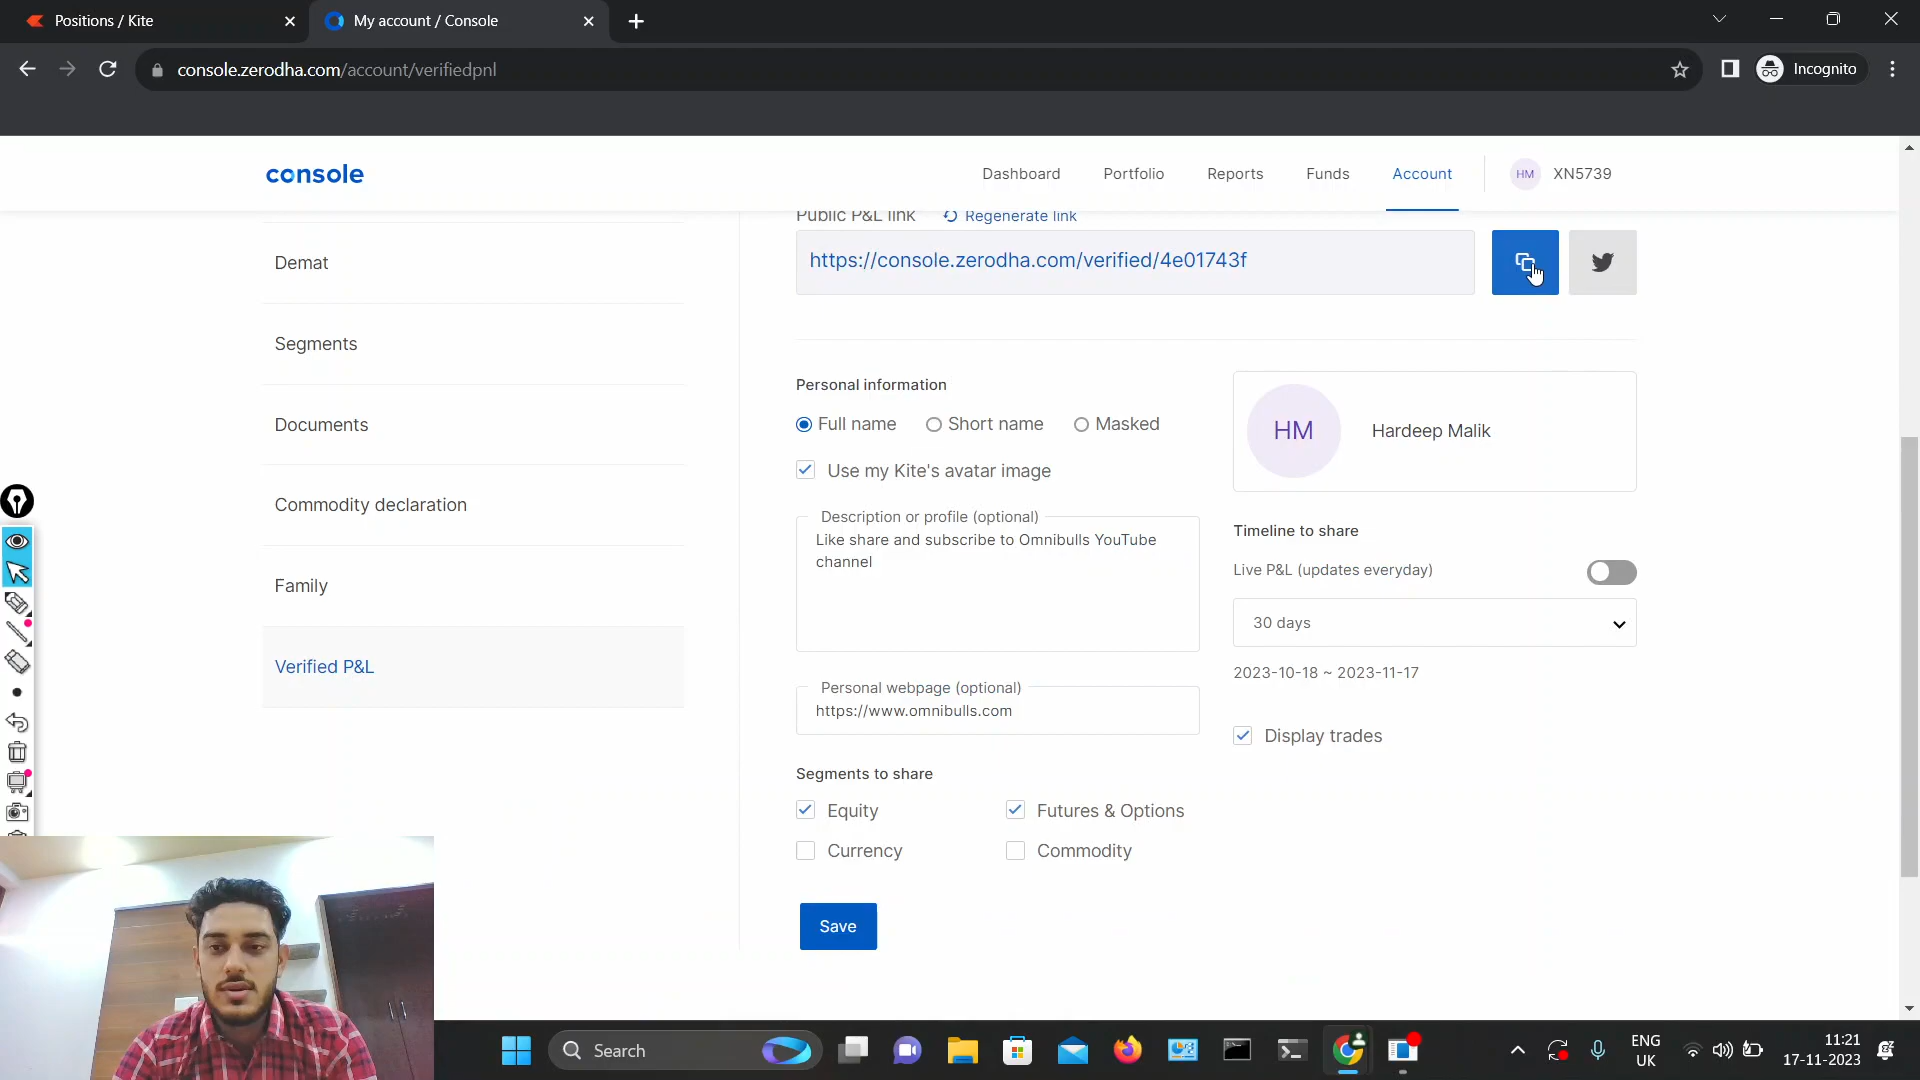 Positions / Kite
My account / Console
console.zerodha.com/account/verifiedpnl
Incognito
console
Dashboard
Portfolio
Reports
Funds
Account
HM
XN5739
Public P&L link
Regenerate link
https://console.zerodha.com/verified/4e01743f
Demat
Segments
Documents
Commodity declaration
Family
Verified P&L
Personal information
Full name
Short name
Masked
Use my Kite's avatar image
Description or profile (optional)
Like share and subscribe to Omnibulls YouTube
channel
Personal webpage (optional)
https://www.omnibulls.com
Segments to share
Equity
Futures & Options
Currency
Commodity
Save
HM
Hardeep Malik
Timeline to share
Live P&L (updates everyday)
30 days
2023-10-18 ~ 2023-11-17
Display trades
Search
ENG
UK
11:21
17-11-2023